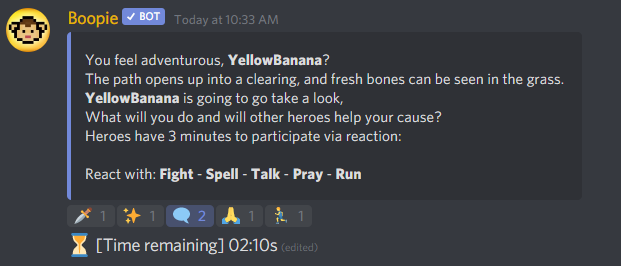 Boopie ✓ BOT Today at 10:33 AM
You feel adventurous, YellowBanana?
The path opens up into a clearing, and fresh bones can be seen in the grass.
YellowBanana is going to go take a look,
What will you do and will other heroes help your cause?
Heroes have 3 minutes to participate via reaction:
React with: Fight - Spell - Talk - Pray - Run
🗡️ 1 ✨ 1 🗨️ 2 🙏 1 🏃‍♂️ 1
⏳ [Time remaining] 02:10s (edited)